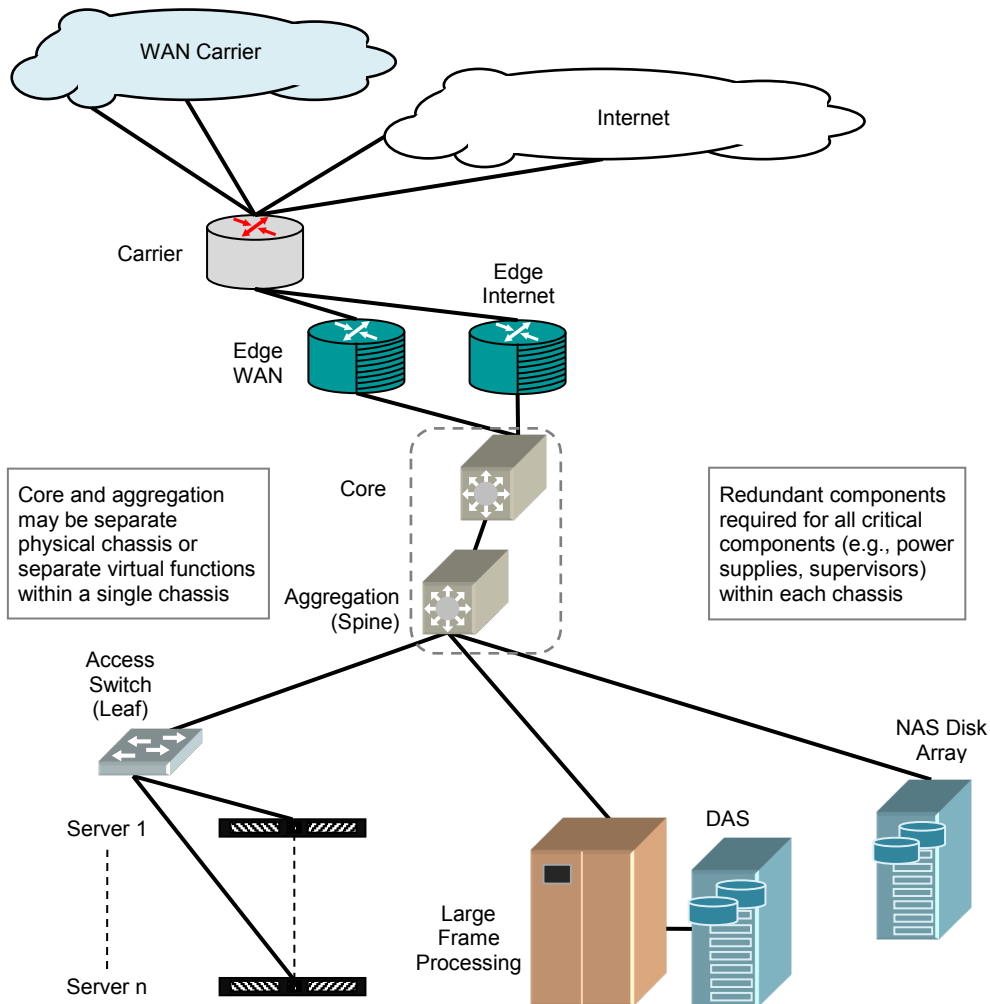 WAN Carrier
Internet
Carrier
Edge
Internet
Edge
WAN
Core and aggregation
may be separate
physical chassis or
separate virtual functions
within a single chassis
Core
Redundant components
required for all critical
components (e.g., power
supplies, supervisors)
within each chassis
Aggregation
(Spine)
Access
Switch
(Leaf)
NAS Disk
Array
Server 1
DAS
Large
Frame
Processing
Server n